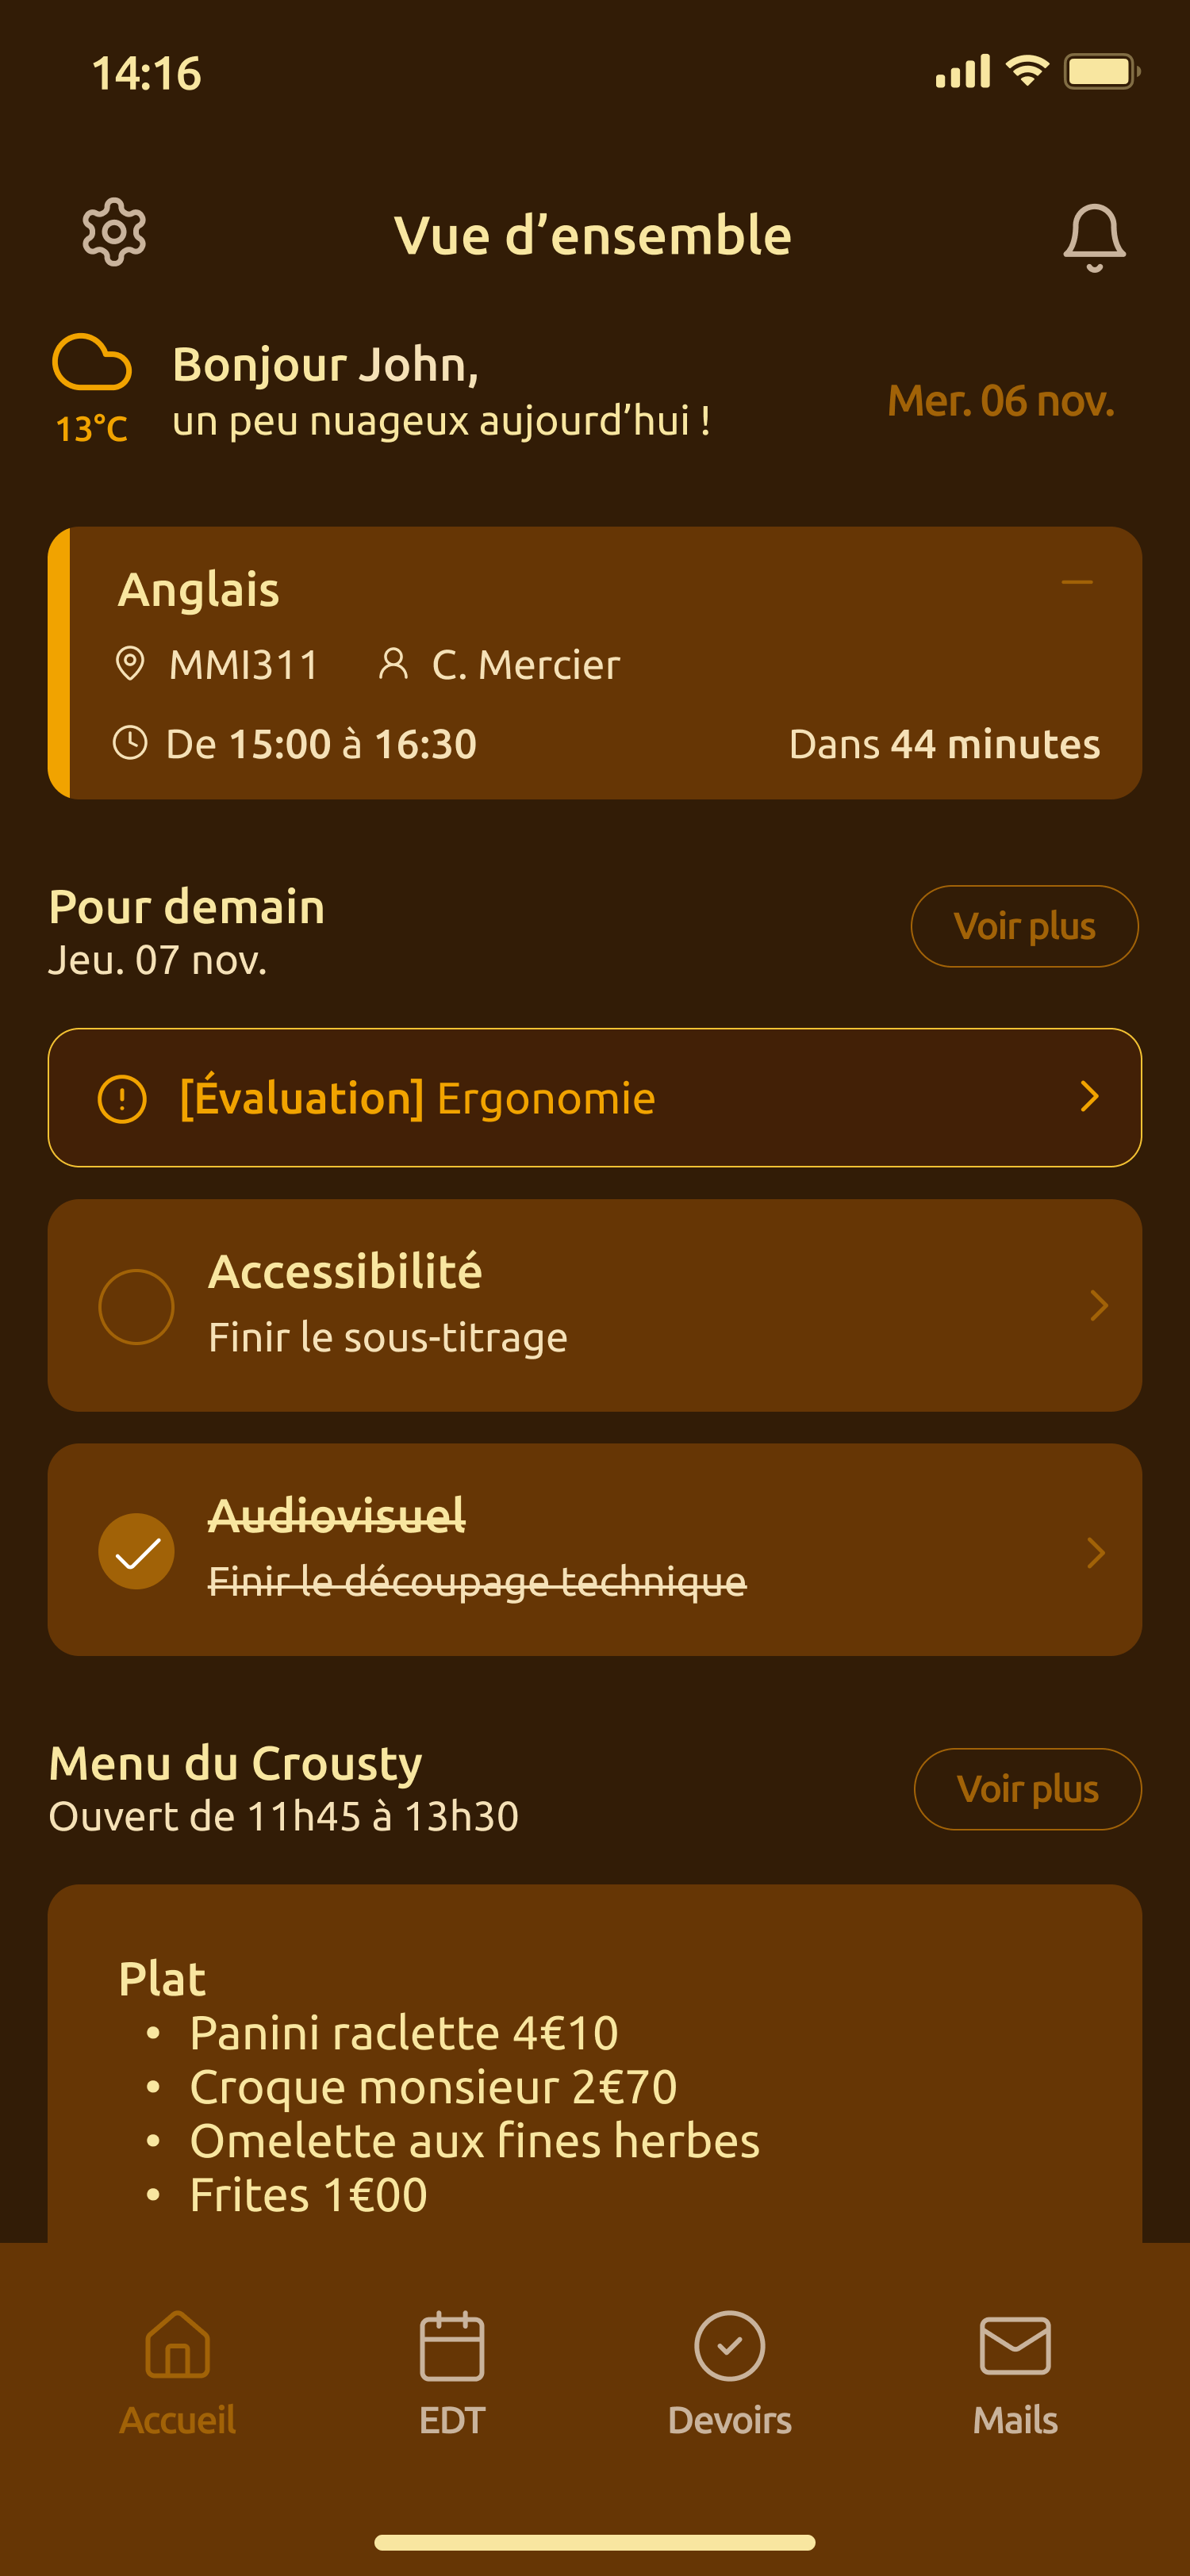 14:16
Vue d’ensemble
Bonjour John,
un peu nuageux aujourd’hui !
13°C
Mer. 06 nov.
Anglais
MMI311 C. Mercier
De 15:00 à 16:30 Dans 44 minutes
Pour demain
Jeu. 07 nov.
Voir plus
[Évaluation] Ergonomie
Accessibilité
Finir le sous-titrage
Audiovisuel
Finir le découpage technique
Menu du Crousty
Ouvert de 11h45 à 13h30
Voir plus
Plat
• Panini raclette 4€10
• Croque monsieur 2€70
• Omelette aux fines herbes
• Frites 1€00
Accueil EDT Devoirs Mails